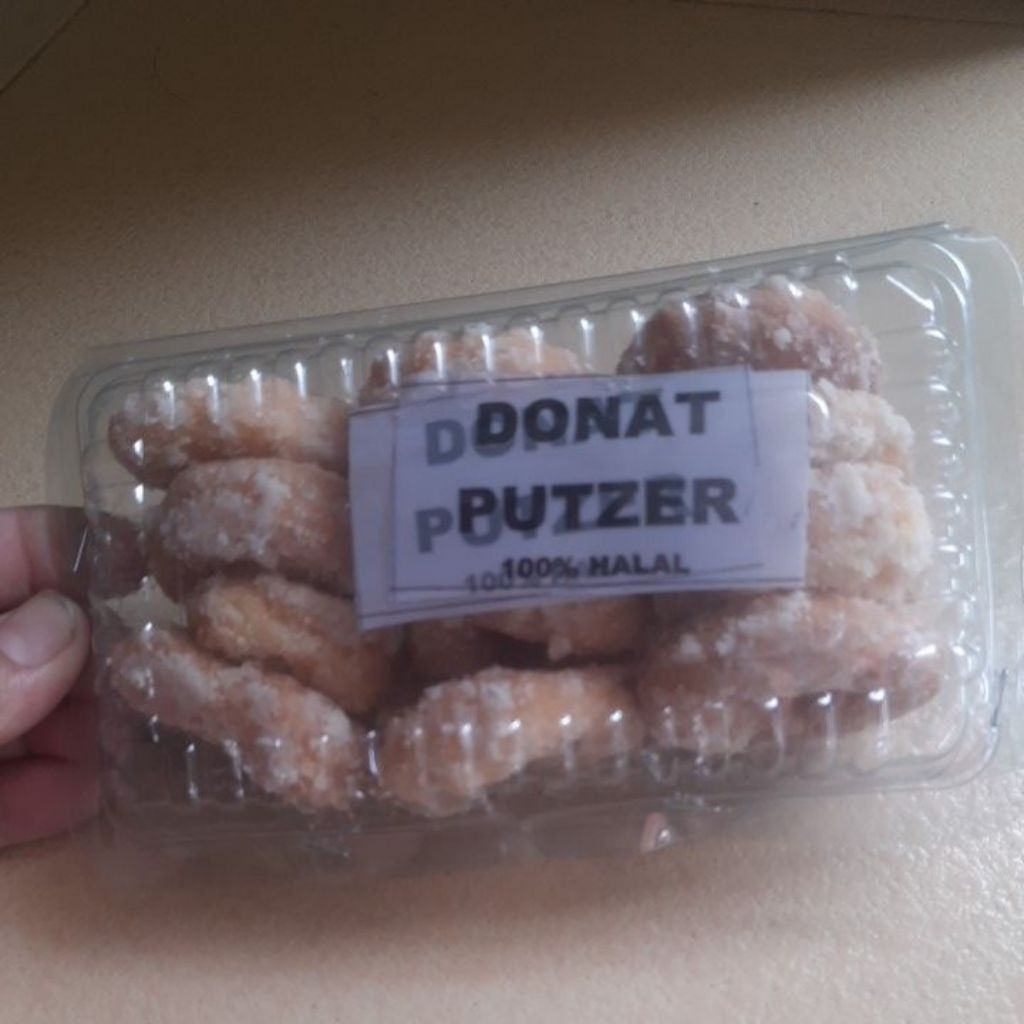 DONAT
PUTZER
100% HALAL